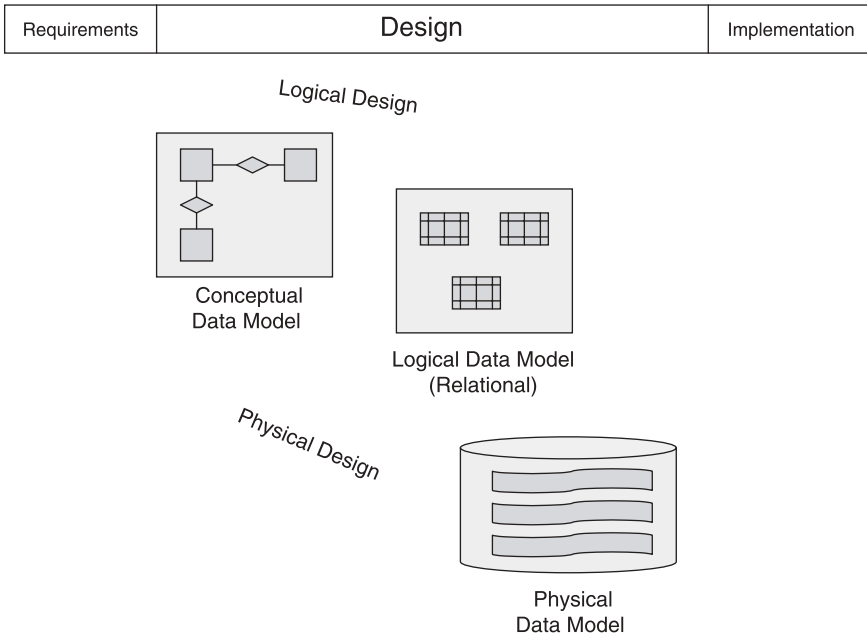 Requirements
Design
Implementation
Logical Design
Conceptual
Data Model
Logical Data Model
(Relational)
Physical Design
Physical
Data Model